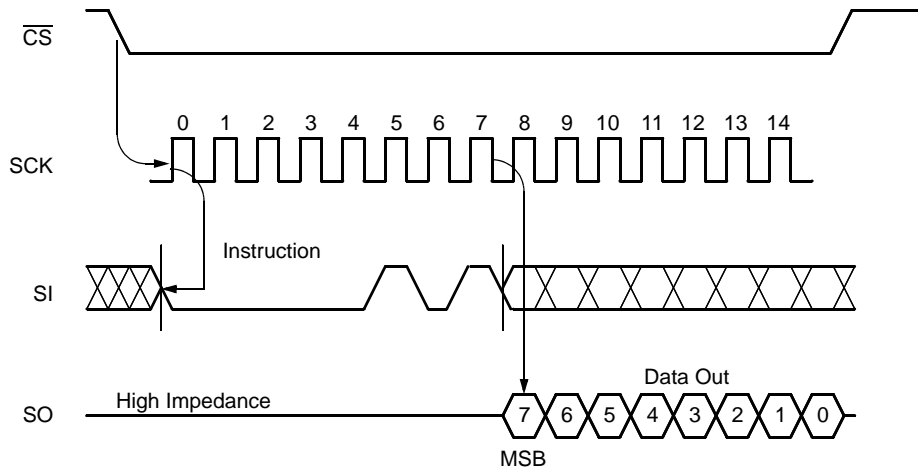 CS
0 1 2 3 4 5 6 7 8 9 10 11 12 13 14
SCK
Instruction
SI
Data Out
High Impedance
SO
7 6 5 4 3 2 1 0
MSB